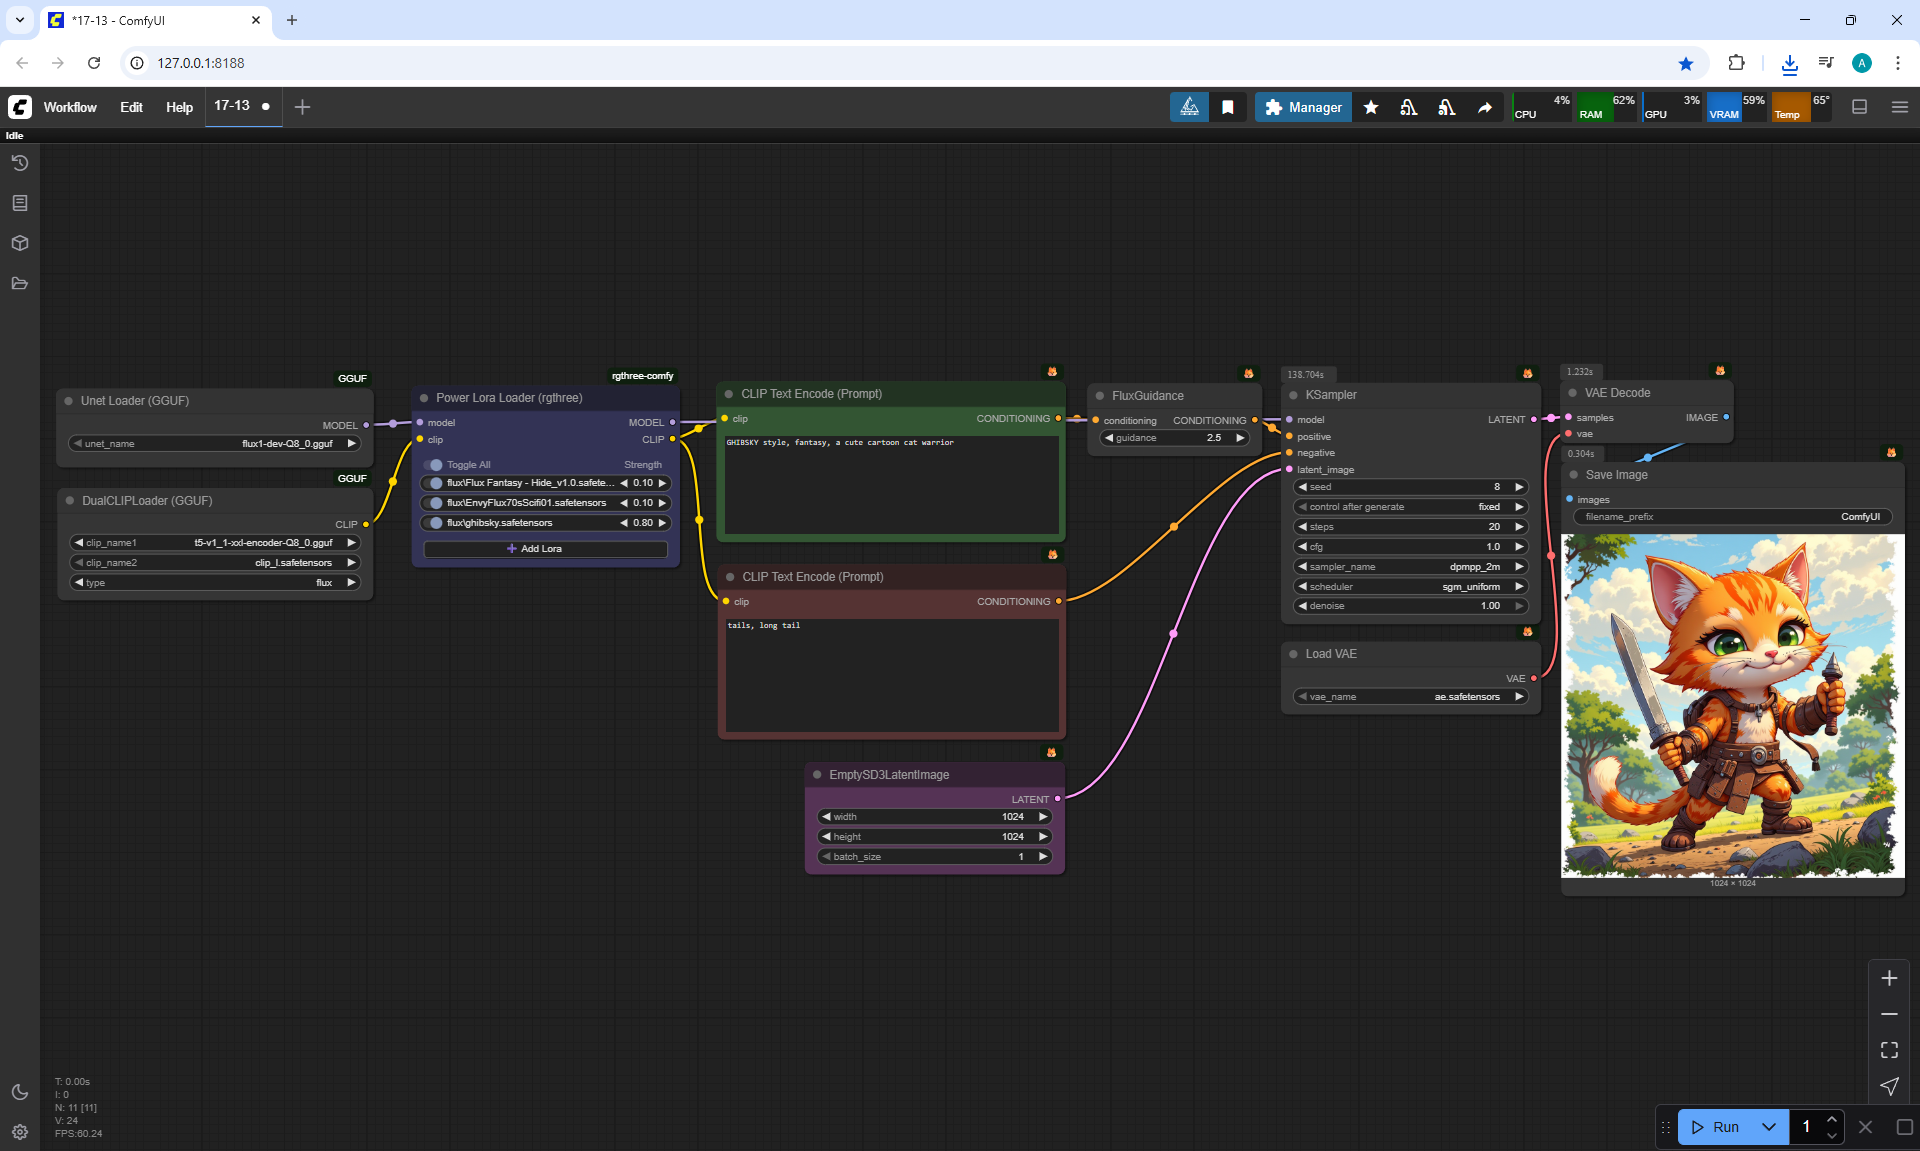 *17-13 - ComfyUI
127.0.0.1:8188
Workflow Edit Help 17-13
Manager
CPU 4% RAM 62% GPU 3% VRAM 59% Temp 65°
Idle
GGUF
Unet Loader (GGUF)
MODEL
unet_name flux1-dev-Q8_0.gguf
GGUF
DualCLIPLoader (GGUF)
CLIP
clip_name1 t5-v1_1-xxl-encoder-Q8_0.gguf
clip_name2 clip_l.safetensors
type flux
rgthree-comfy
Power Lora Loader (rgthree)
model MODEL
clip CLIP
Toggle All Strength
flux\Flux Fantasy - Hide_v1.0.safete... 0.10
flux\EnvyFlux70sScifi01.safetensors 0.10
flux\ghibsky.safetensors 0.80
Add Lora
CLIP Text Encode (Prompt)
clip CONDITIONING
GHIBSKY style, fantasy, a cute cartoon cat warrior
CLIP Text Encode (Prompt)
clip CONDITIONING
tails, long tail
EmptySD3LatentImage
LATENT
width 1024
height 1024
batch_size 1
FluxGuidance
conditioning CONDITIONING
guidance 2.5
138.704s
KSampler
model LATENT
positive
negative
latent_image
seed 8
control after generate fixed
steps 20
cfg 1.0
sampler_name dpmpp_2m
scheduler sgm_uniform
denoise 1.00
Load VAE
VAE
vae_name ae.safetensors
1.232s
VAE Decode
samples IMAGE
vae
0.304s
Save Image
images
filename_prefix ComfyUI
1024 × 1024
T: 0.00s
I: 0
N: 11 [11]
V: 24
FPS:60.24
Run 1
A